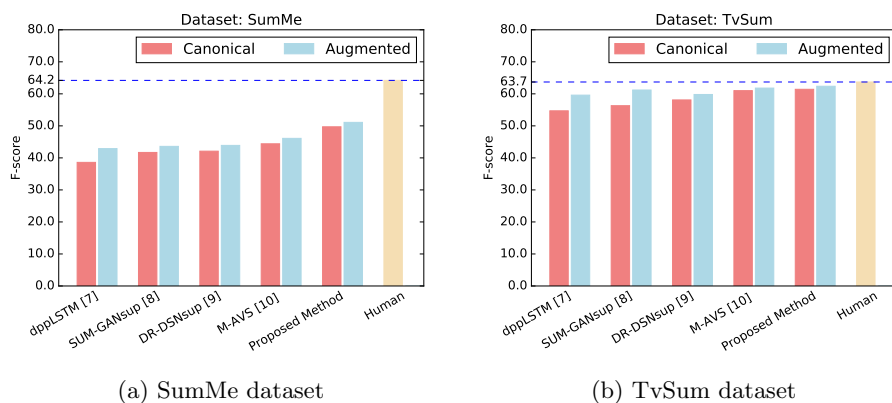 Dataset: SumMe
80.0
64.2
60.0
50.0
40.0
30.0
20.0
10.0
0.0
F-score
Canonical Augmented
dppLSTM [7]
SUM-GANsup [8]
DR-DSNsup [9]
M-AVS [10]
Proposed Method
Human
(a) SumMe dataset
Dataset: TvSum
80.0
70.0
63.7
60.0
50.0
40.0
30.0
20.0
10.0
0.0
F-score
Canonical Augmented
dppLSTM [7]
SUM-GANsup [8]
DR-DSNsup [9]
M-AVS [10]
Proposed Method
Human
(b) TvSum dataset